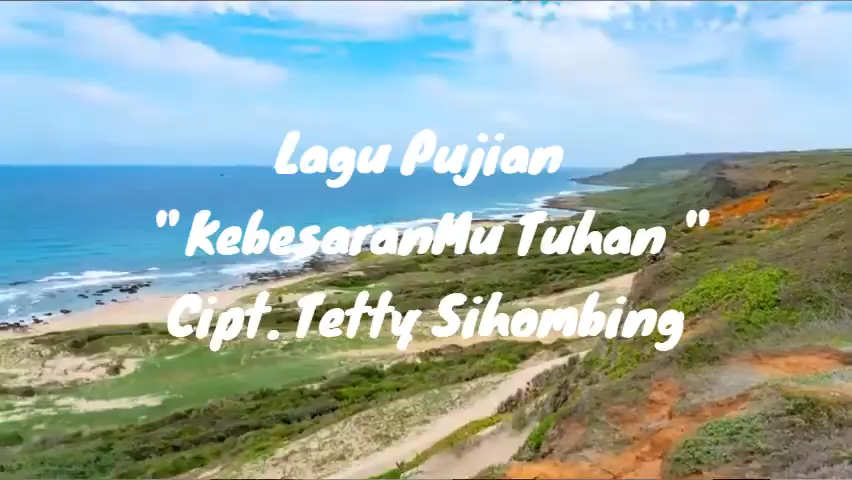 Lagu Pujian
" KebesaranMu Tuhan "
Cipt. Tetty Sihombing